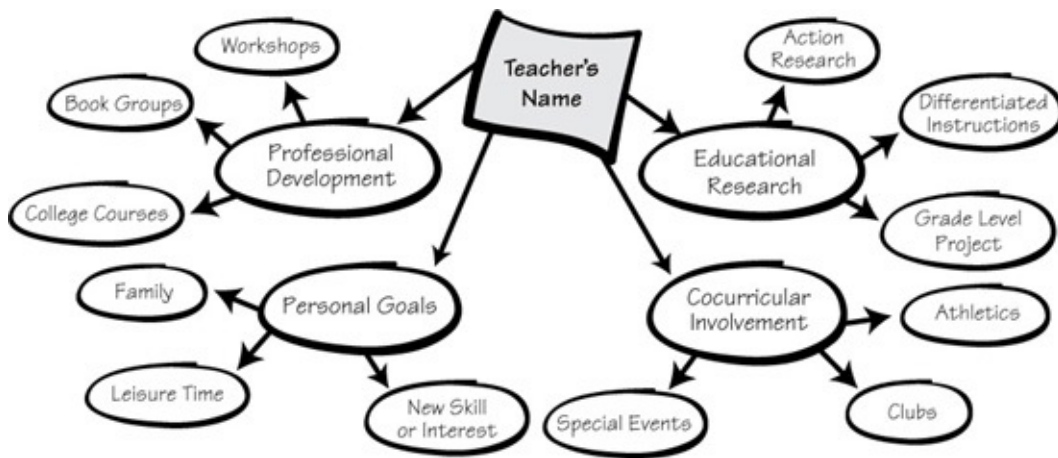 Teacher's
Name
Professional
Development
Workshops
Book Groups
College Courses
Educational
Research
Action
Research
Differentiated
Instructions
Grade Level
Project
Personal Goals
Family
Leisure Time
New Skill
or Interest
Cocurricular
Involvement
Athletics
Clubs
Special Events